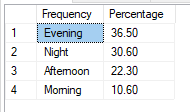 Frequency Percentage
1 Evening 36.50
2 Night 30.60
3 Afternoon 22.30
4 Morning 10.60